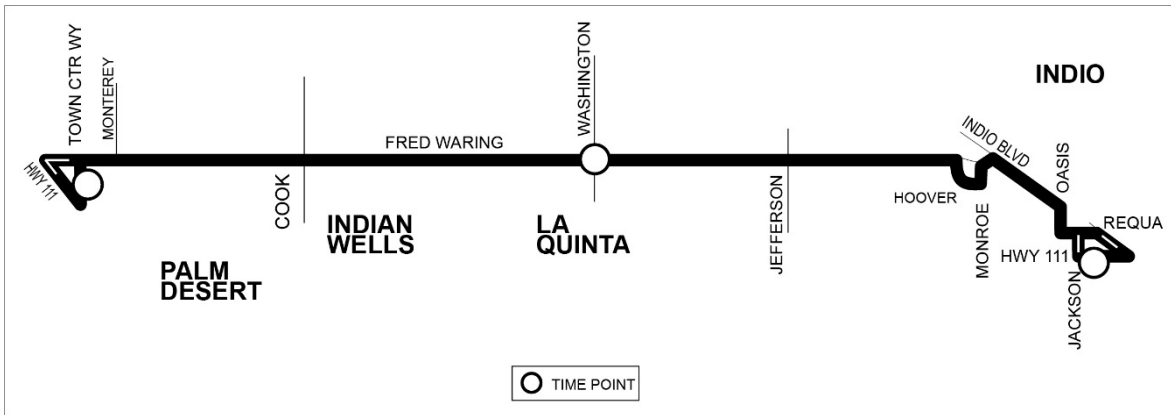 TOWN CTR WY
MONTEREY
WASHINGTON
INDIO
FRED WARING
INDIO BLVD
OASIS
HWY 111
COOK
HOOVER
REQUA
INDIAN
WELLS
LA
QUINTA
JEFFERSON
MONROE
HWY 111
JACKSON
PALM
DESERT
TIME POINT